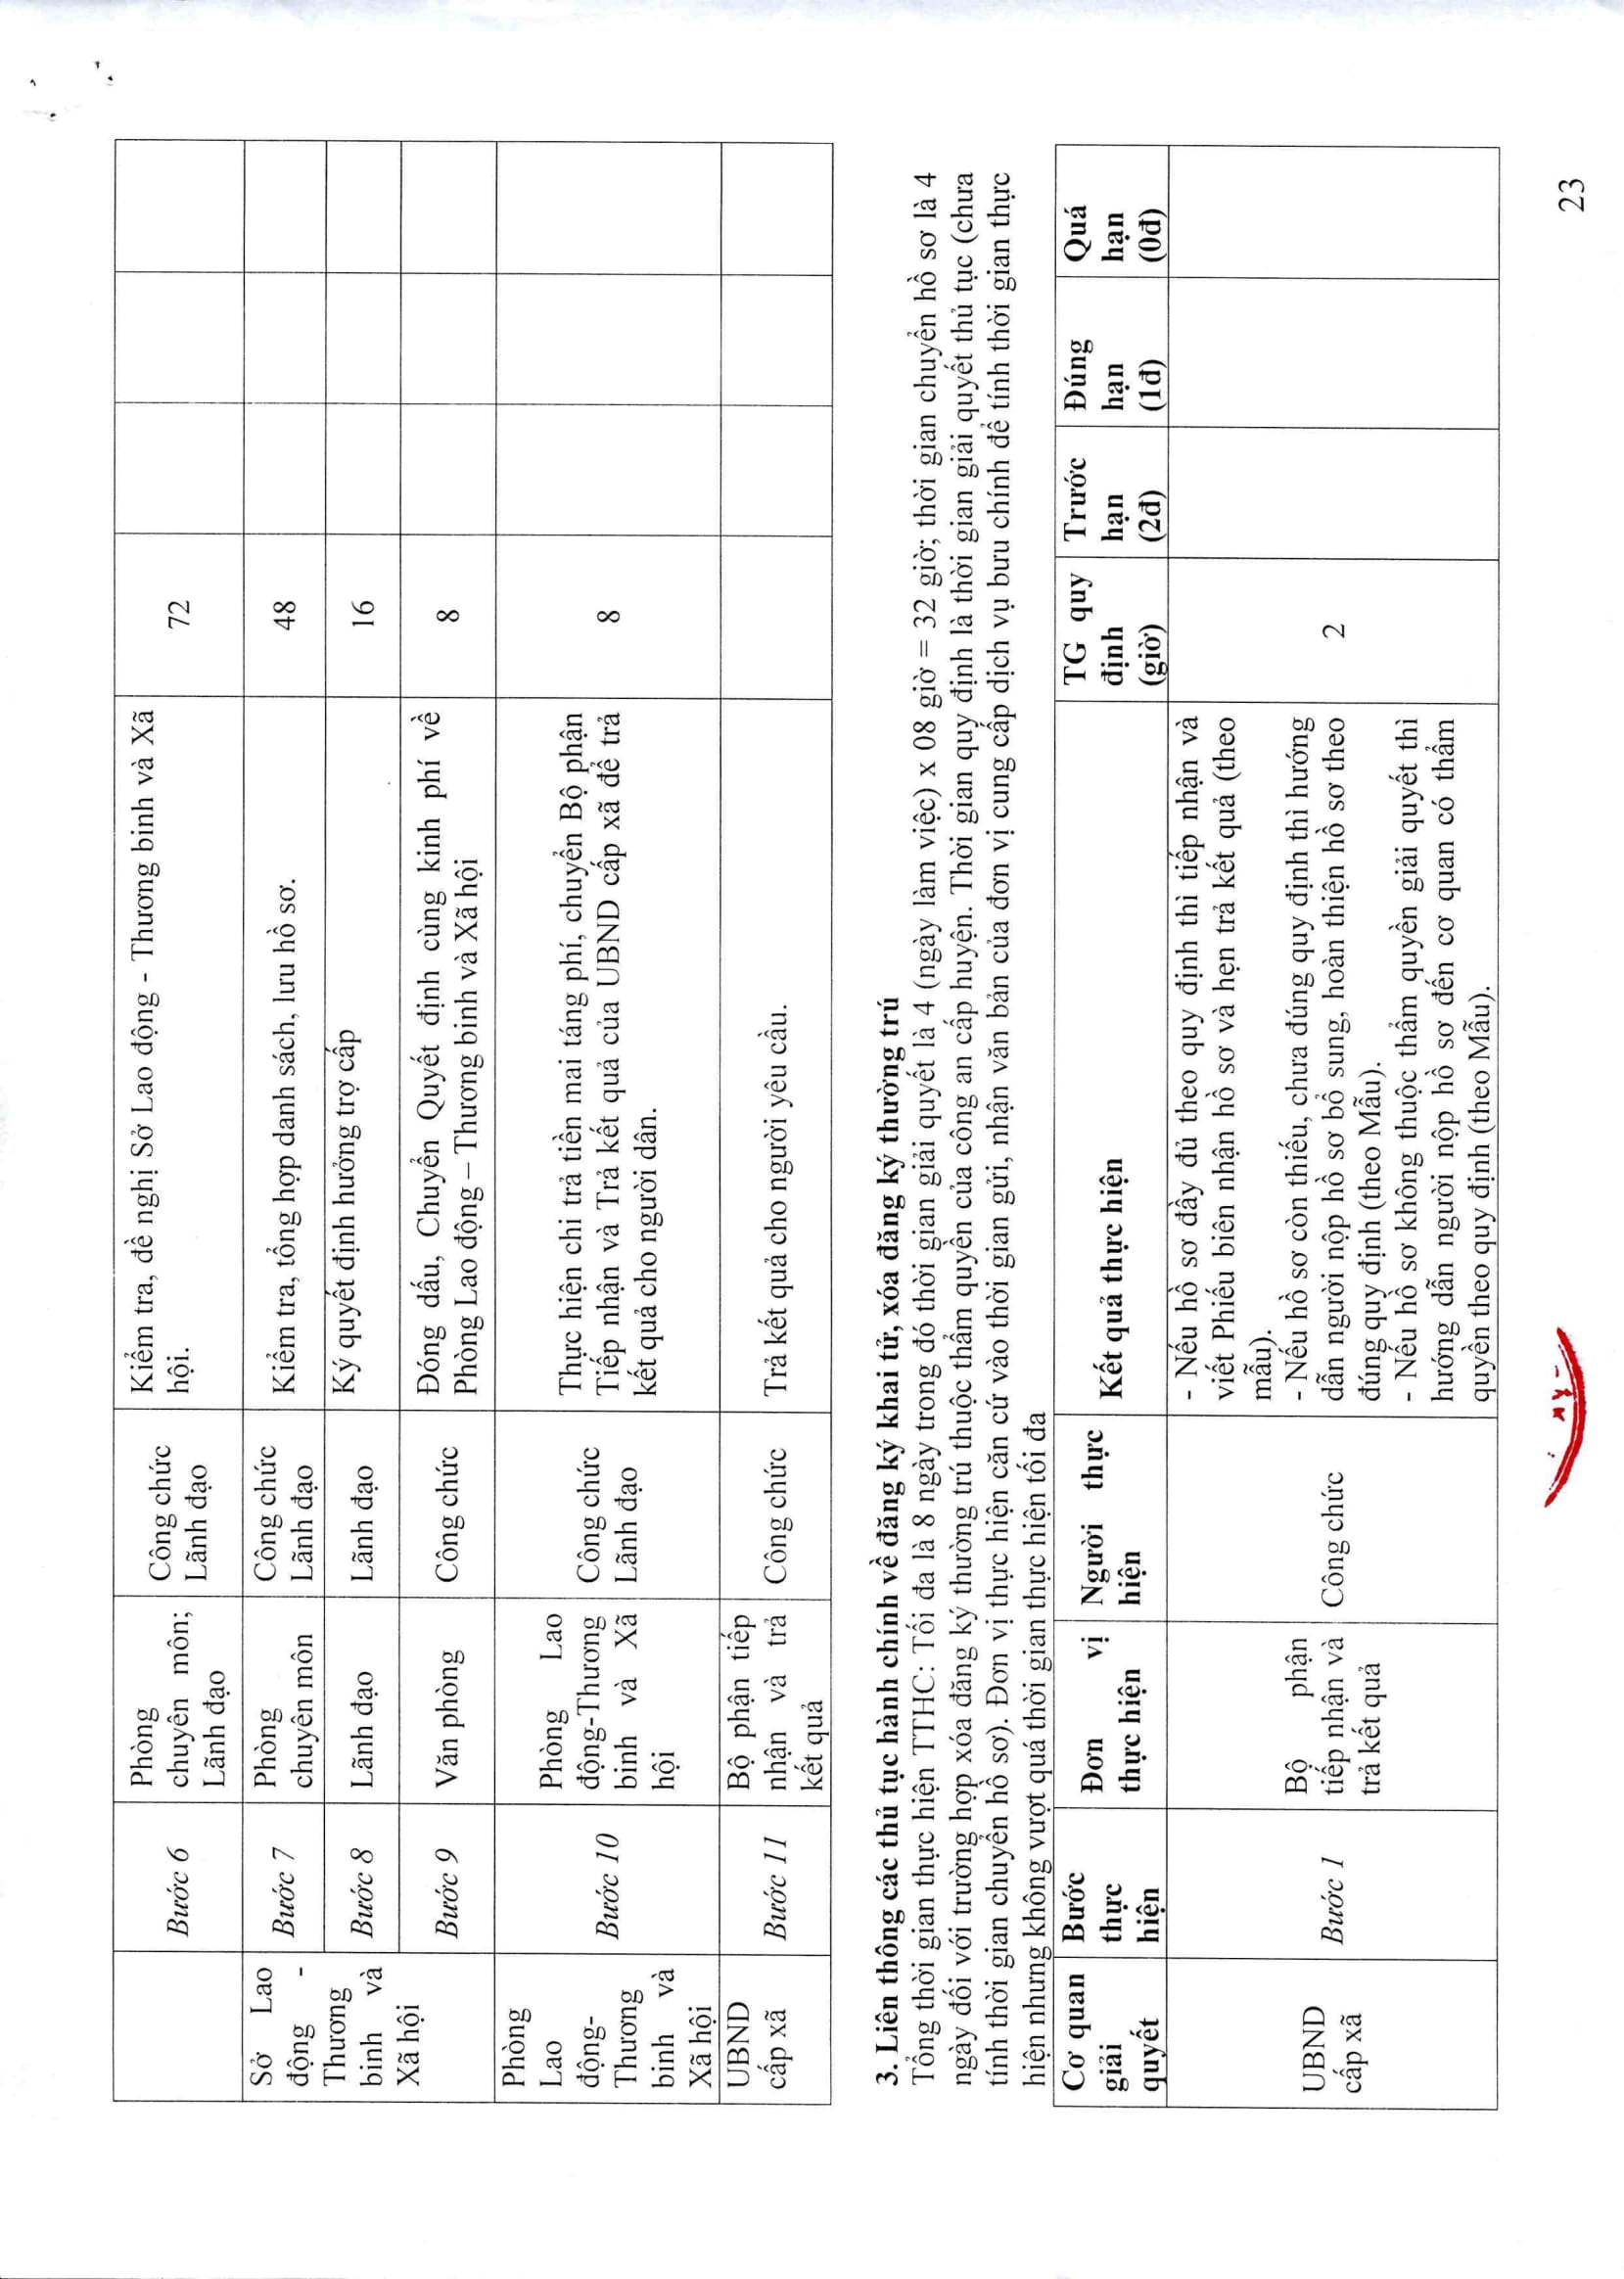 Bước 6
Phòng
chuyên môn;
Lãnh đạo
Công chức
Lãnh đạo
Kiểm tra, đề nghị Sở Lao động - Thương binh và Xã
hội.
72
Sở Lao
động -
Thương
binh và
Xã hội
Bước 7
Phòng
chuyên môn
Công chức
Lãnh đạo
Kiểm tra, tổng hợp danh sách, lưu hồ sơ.
48
Bước 8
Lãnh đạo
Lãnh đạo
Ký quyết định hưởng trợ cấp
16
Bước 9
Văn phòng
Công chức
Đóng dấu, Chuyển Quyết định cùng kinh phí về
Phòng Lao động – Thương binh và Xã hội
8
Phòng
Lao
động-
Thương
binh và
Xã hội
Bước 10
Phòng Lao
động-Thương
binh và Xã
hội
Công chức
Lãnh đạo
Thực hiện chi trả tiền mai táng phí, chuyển Bộ phận
Tiếp nhận và Trả kết quả của UBND cấp xã để trả
kết quả cho người dân.
8
UBND
cấp xã
Bước 11
Bộ phận tiếp
nhận và trả
kết quả
Công chức
Trả kết quả cho người yêu cầu.
3. Liên thông các thủ tục hành chính về đăng ký khai tử, xóa đăng ký thường trú
Tổng thời gian thực hiện TTHC: Tối đa là 8 ngày trong đó thời gian giải quyết là 4 (ngày làm việc) x 08 giờ = 32 giờ; thời gian chuyển hồ sơ là 4
ngày đối với trường hợp xóa đăng ký thường trú thuộc thẩm quyền của công an cấp huyện. Thời gian quy định là thời gian giải quyết thủ tục (chưa
tính thời gian chuyển hồ sơ). Đơn vị thực hiện căn cứ vào thời gian gửi, nhận văn bản của đơn vị cung cấp dịch vụ bưu chính để tính thời gian thực
hiện nhưng không vượt quá thời gian thực hiện tối đa
Cơ quan
giải
quyết
Bước
thực
hiện
Đơn vị
thực hiện
Người thực
hiện
Kết quả thực hiện
TG quy
định
(giờ)
Trước
hạn
(2đ)
Đúng
hạn
(1đ)
Quá
hạn
(0đ)
UBND
cấp xã
Bước 1
Bộ phận
tiếp nhận và
trả kết quả
Công chức
- Nếu hồ sơ đầy đủ theo quy định thì tiếp nhận và
viết Phiếu biên nhận hồ sơ và hẹn trả kết quả (theo
mẫu).
- Nếu hồ sơ còn thiếu, chưa đúng quy định thì hướng
dẫn người nộp hồ sơ bổ sung, hoàn thiện hồ sơ theo
đúng quy định (theo Mẫu).
- Nếu hồ sơ không thuộc thẩm quyền giải quyết thì
hướng dẫn người nộp hồ sơ đến cơ quan có thẩm
quyền theo quy định (theo Mẫu).
2
23